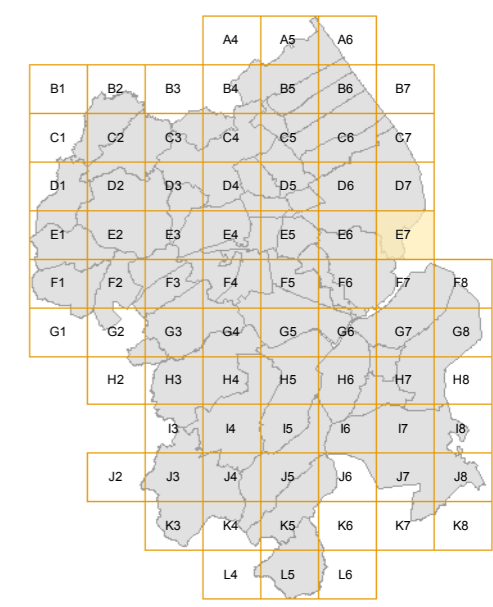 A4 A5 A6
B1 B2 B3 B4 B5 B6 B7
C1 C2 C3 C4 C5 C6 C7
D1 D2 D3 D4 D5 D6 D7
E1 E2 E3 E4 E5 E6 E7
F1 F2 F3 F4 F5 F6 F7 F8
G1 G2 G3 G4 G5 G6 G7 G8
H2 H3 H4 H5 H6 H7 H8
I3 I4 I5 I6 I7 I8
J2 J3 J4 J5 J6 J7 J8
K3 K4 K5 K6 K7 K8
L4 L5 L6